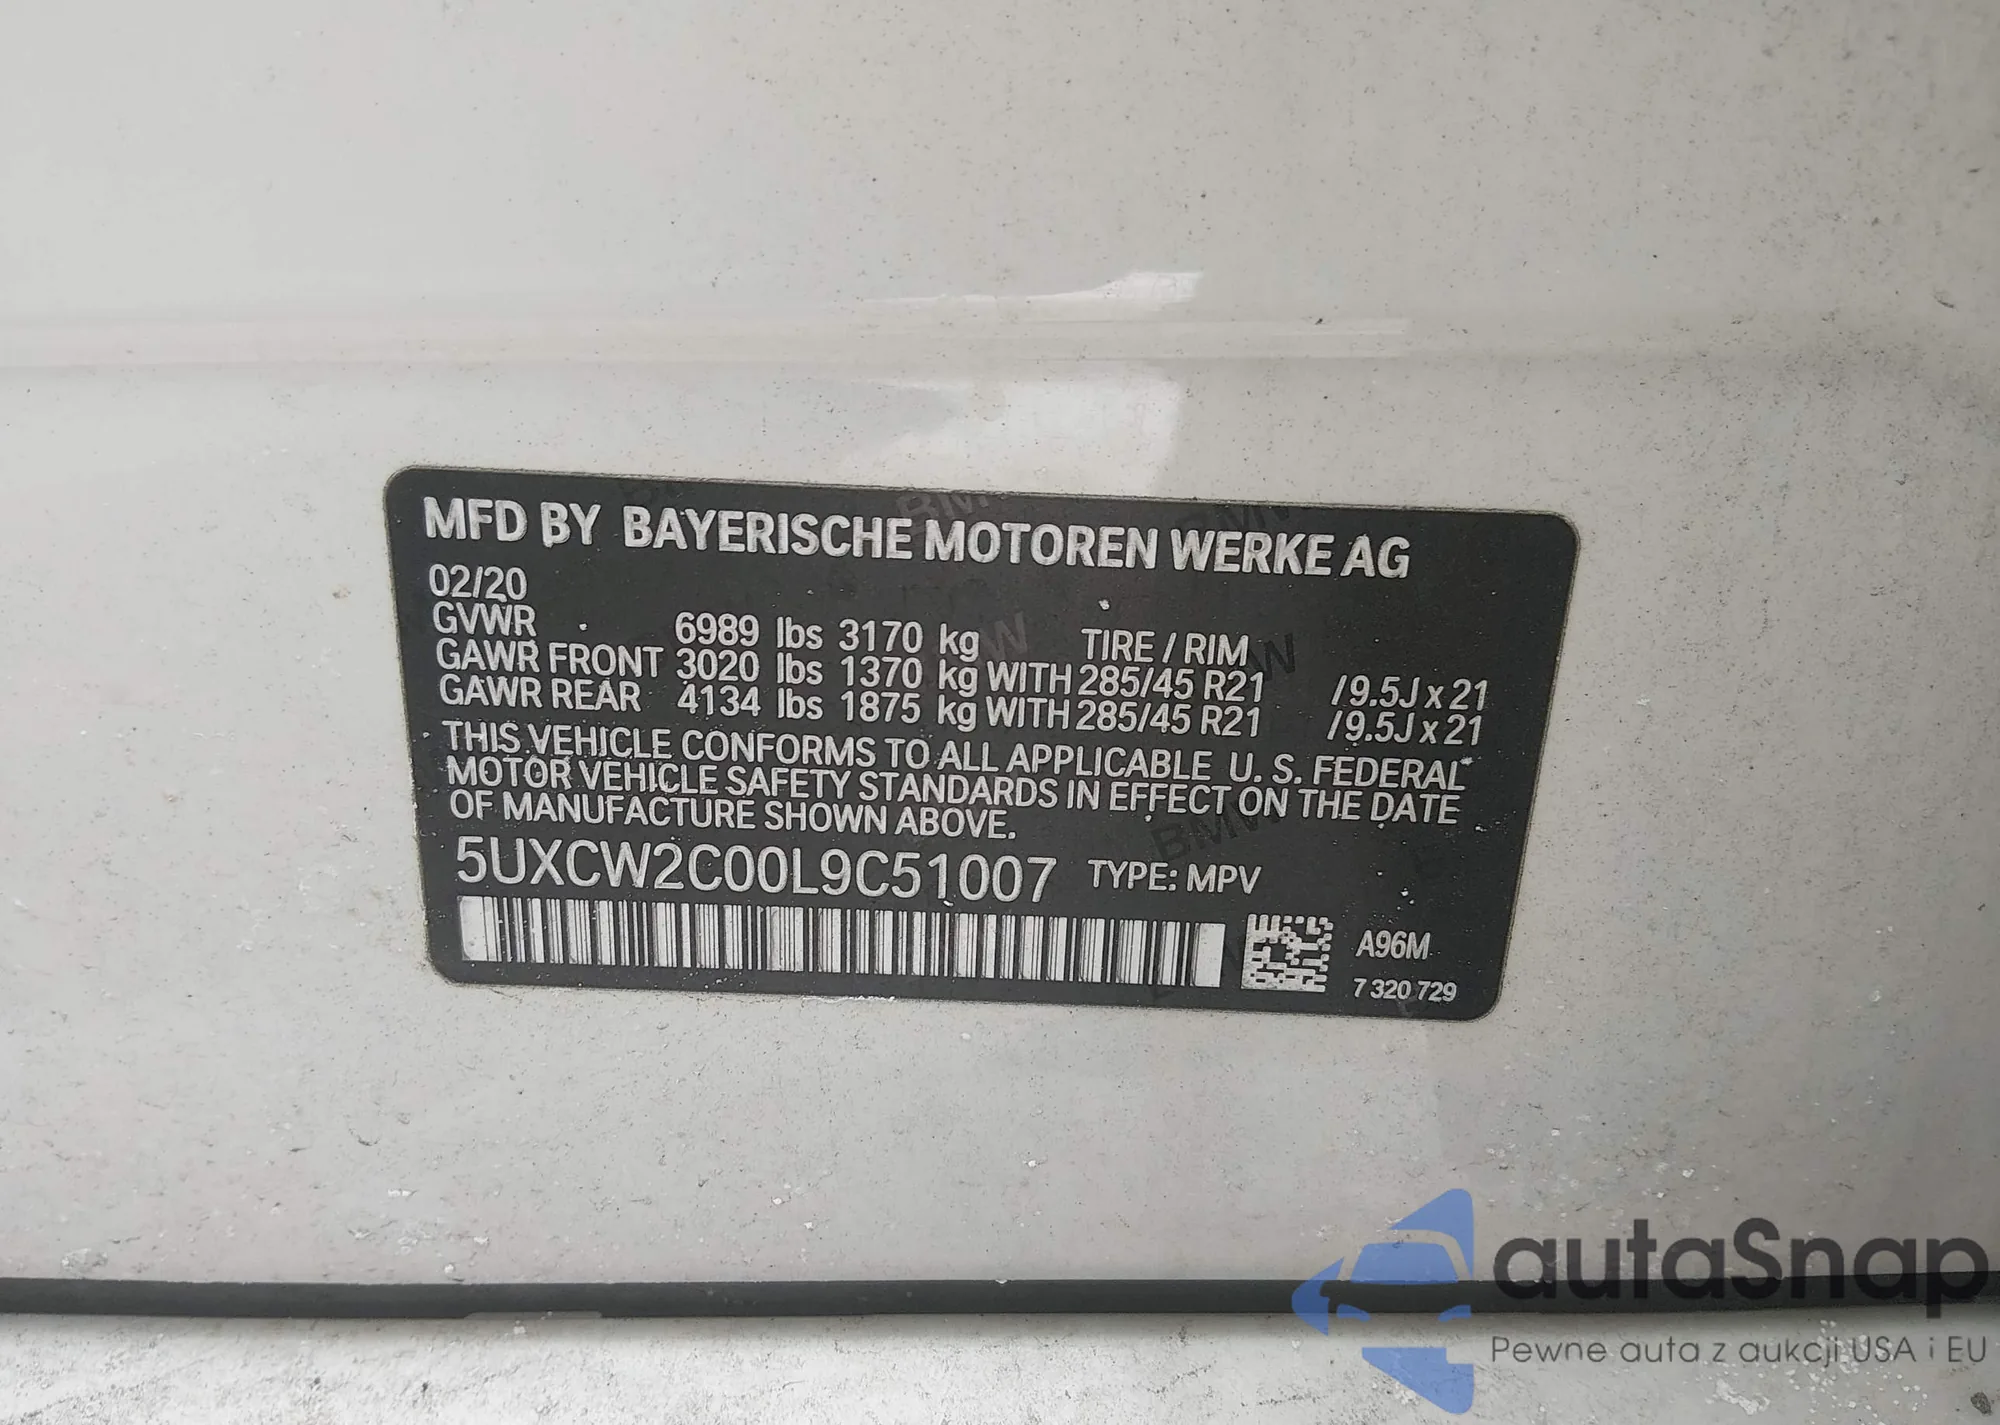 MFD BY BAYERISCHE MOTOREN WERKE AG
02/20
GVWR 6989 lbs 3170 kg TIRE / RIM
GAWR FRONT 3020 lbs 1370 kg WITH 285/45 R21 /9.5J x 21
GAWR REAR 4134 lbs 1875 kg WITH 285/45 R21 /9.5J x 21
THIS VEHICLE CONFORMS TO ALL APPLICABLE U. S. FEDERAL
MOTOR VEHICLE SAFETY STANDARDS IN EFFECT ON THE DATE
OF MANUFACTURE SHOWN ABOVE.
5UXCW2C00L9C51007 TYPE: MPV
A96M
7 320 729
autaSnap
Pewne auta z aukcji USA i EU